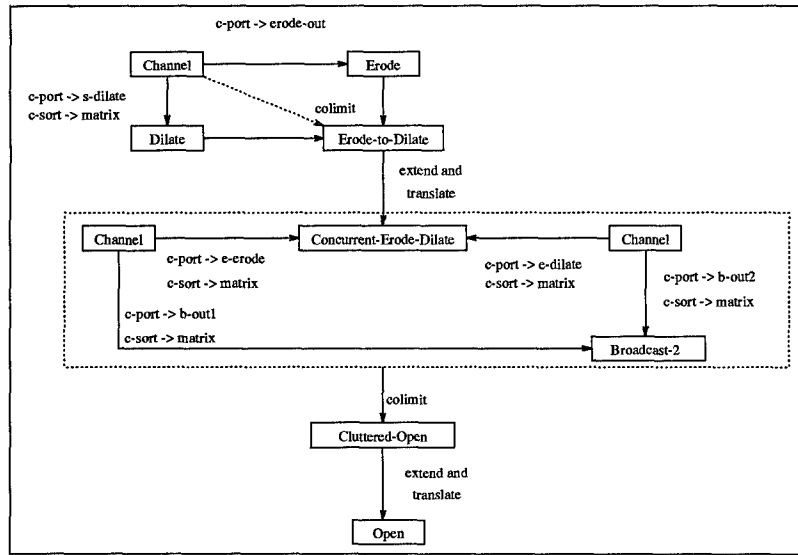 c-port -> erode-out
Channel
Erode
c-port -> s-dilate
c-sort -> matrix
colimit
Dilate
Erode-to-Dilate
extend and
translate
Channel
Concurrent-Erode-Dilate
Channel
c-port -> e-erode
c-sort -> matrix
c-port -> e-dilate
c-sort -> matrix
c-port -> b-out2
c-sort -> matrix
c-port -> b-out1
c-sort -> matrix
Broadcast-2
colimit
Cluttered-Open
extend and
translate
Open